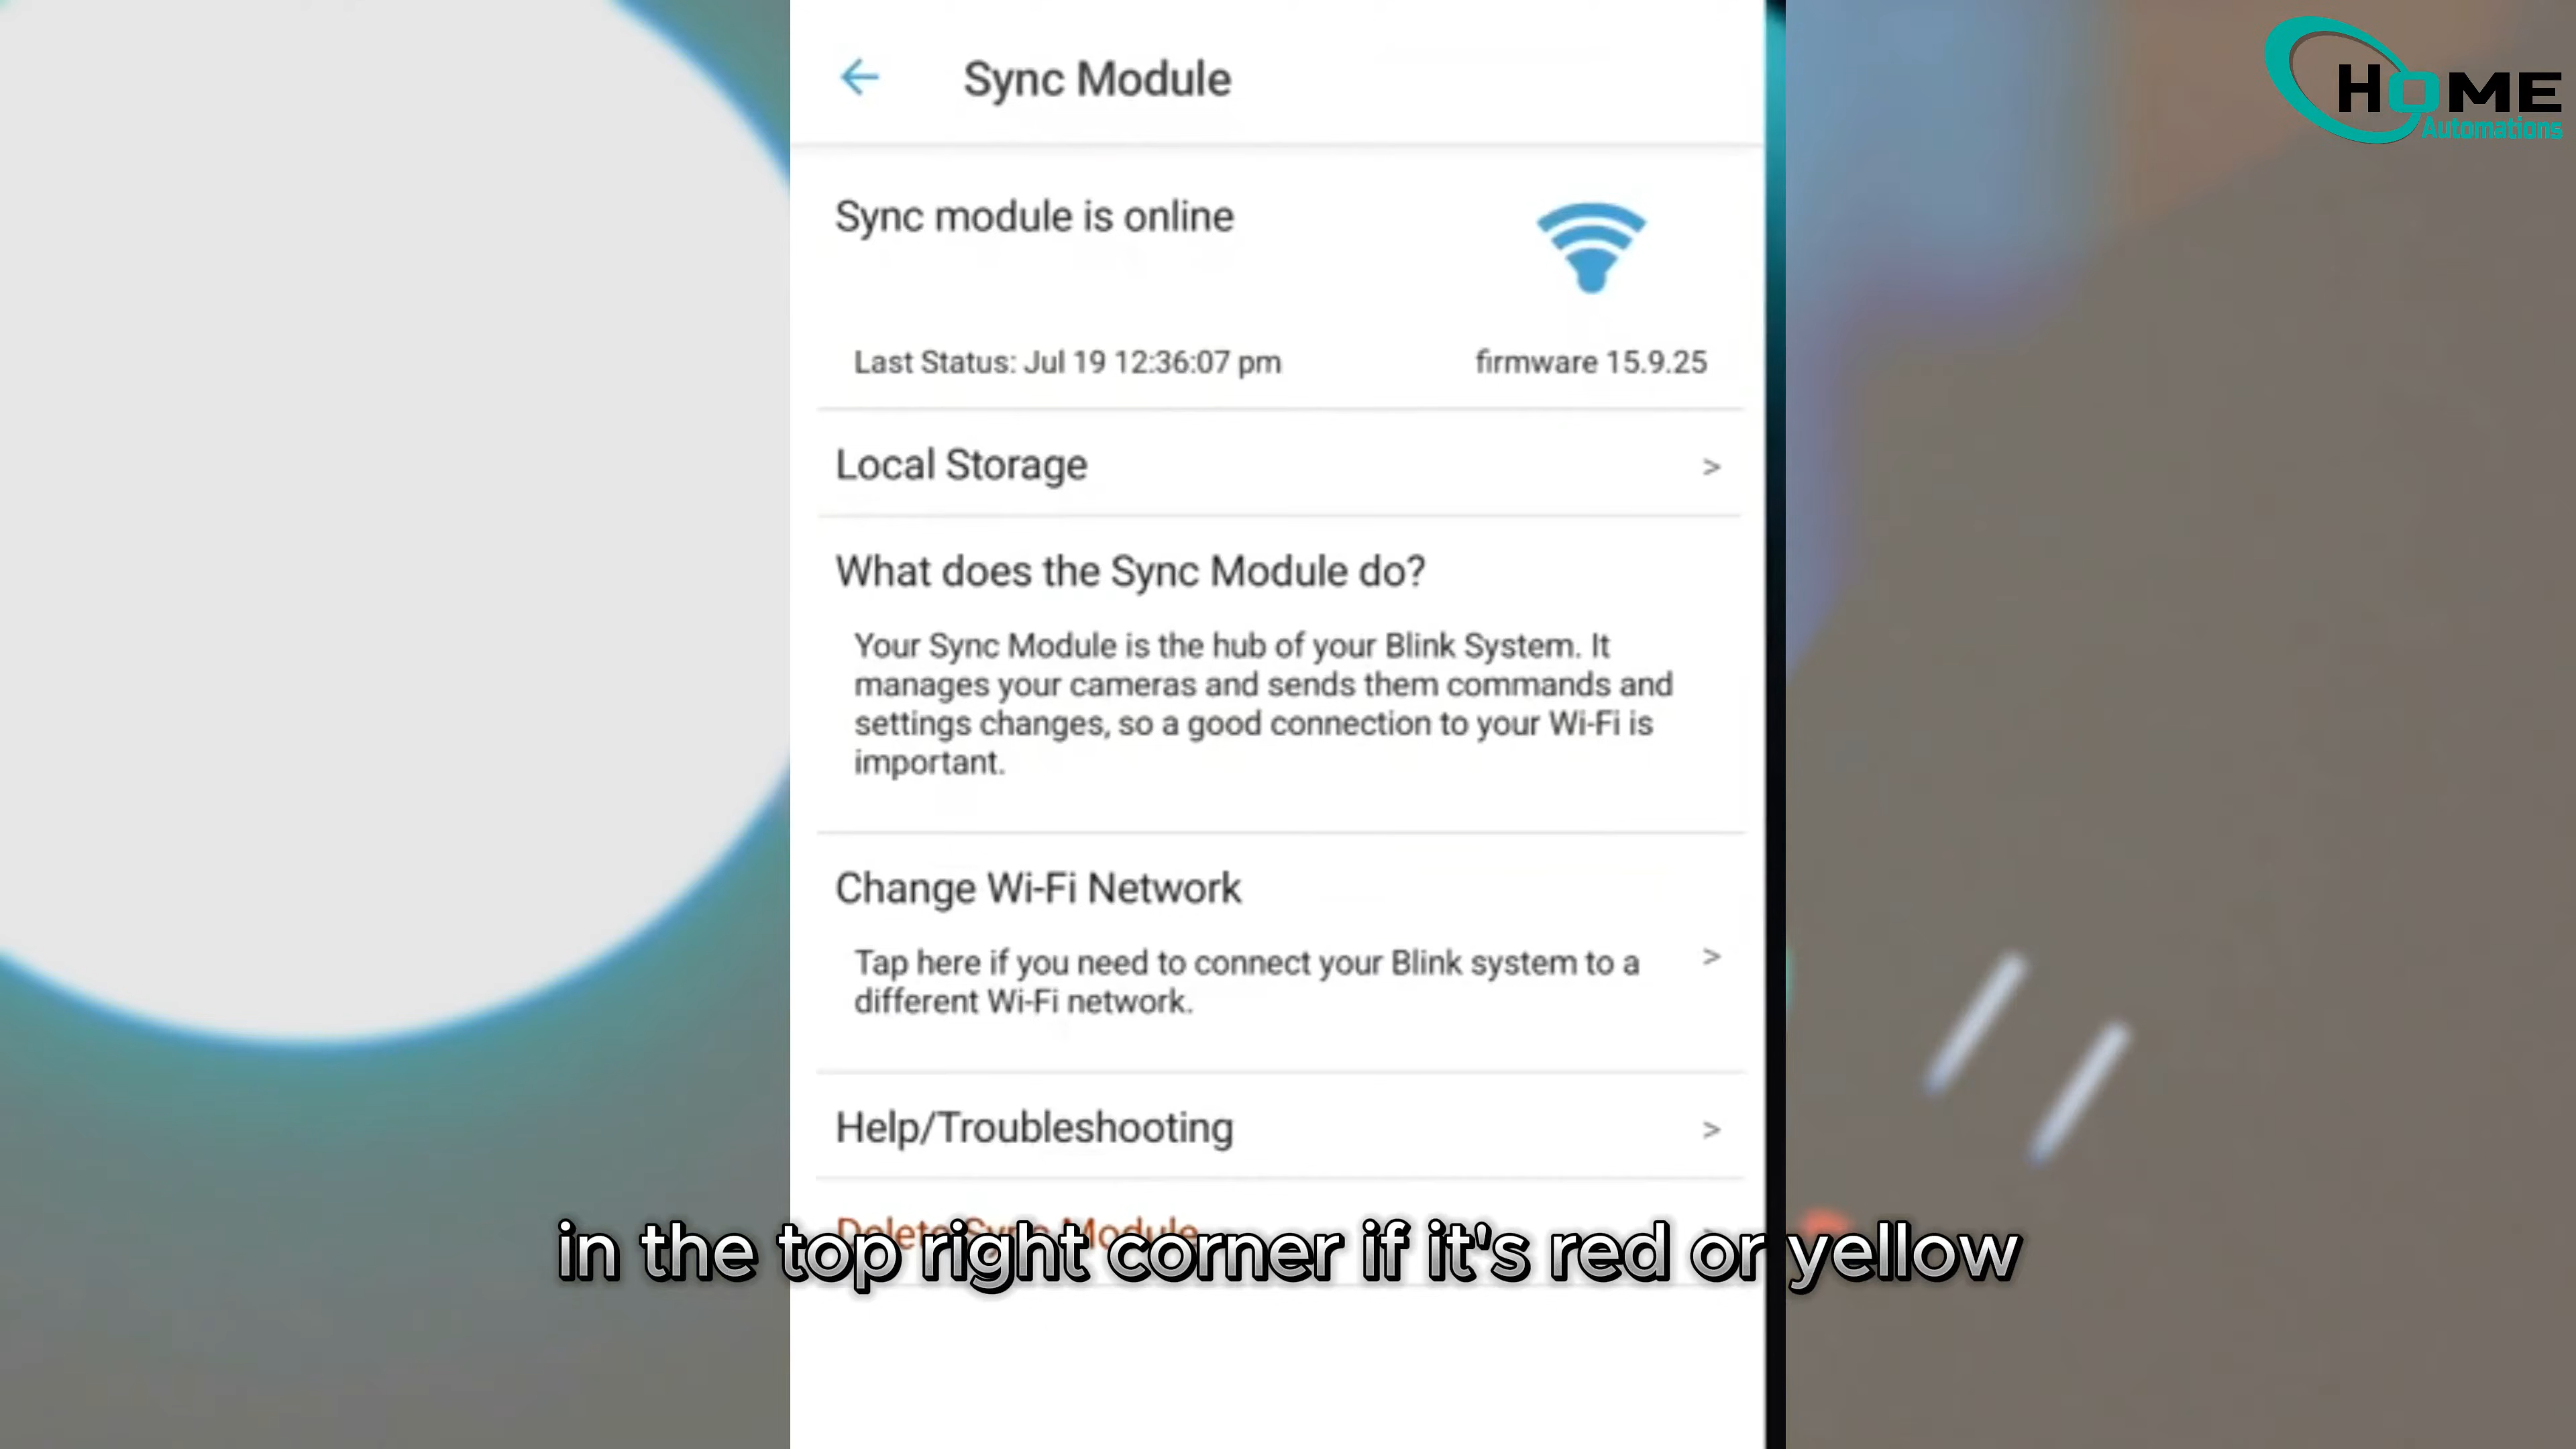 HOME
Automations
Sync Module
Sync module is online
Last Status: Jul 19 12:36:07 pm
firmware 15.9.25
Local Storage
>
What does the Sync Module do?
Your Sync Module is the hub of your Blink System. It
manages your cameras and sends them commands and
settings changes, so a good connection to your Wi-Fi is
important.
Change Wi-Fi Network
Tap here if you need to connect your Blink system to a
different Wi-Fi network.
>
Help/Troubleshooting
>
Delete Sync Module
in the top right corner if it's red or yellow